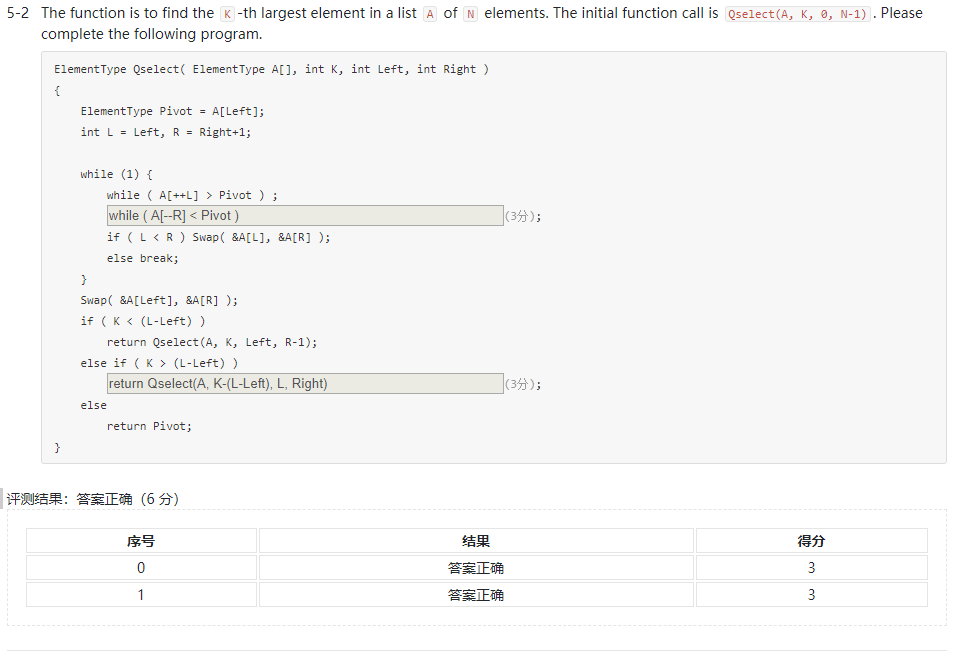 5-2 The function is to find the K -th largest element in a list A of N elements. The initial function call is Qselect(A, K, 0, N-1) . Please
complete the following program.
ElementType Qselect( ElementType A[], int K, int Left, int Right )
{
    ElementType Pivot = A[Left];
    int L = Left, R = Right+1;
    while (1) {
        while ( A[++L] > Pivot ) ;
        while ( A[--R] < Pivot ) (3分);
        if ( L < R ) Swap( &A[L], &A[R] );
        else break;
    }
    Swap( &A[Left], &A[R] );
    if ( K < (L-Left) )
        return Qselect(A, K, Left, R-1);
    else if ( K > (L-Left) )
        return Qselect(A, K-(L-Left), L, Right) (3分);
    else
        return Pivot;
}
评测结果：答案正确（6 分）
序号 结果 得分
0 答案正确 3
1 答案正确 3